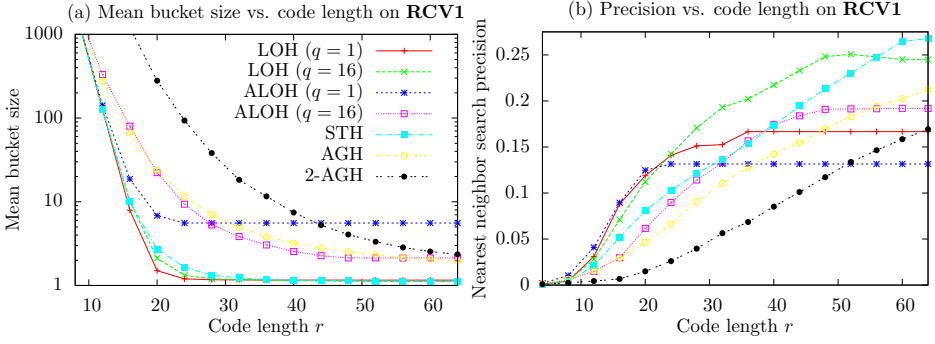 (a) Mean bucket size vs. code length on RCV1
Mean bucket size
1000
100
10
1
10 20 30 40 50 60
Code length r
LOH (q = 1)
LOH (q = 16)
ALOH (q = 1)
ALOH (q = 16)
STH
AGH
2-AGH
(b) Precision vs. code length on RCV1
Nearest neighbor search precision
0.25
0.2
0.15
0.1
0.05
0
10 20 30 40 50 60
Code length r